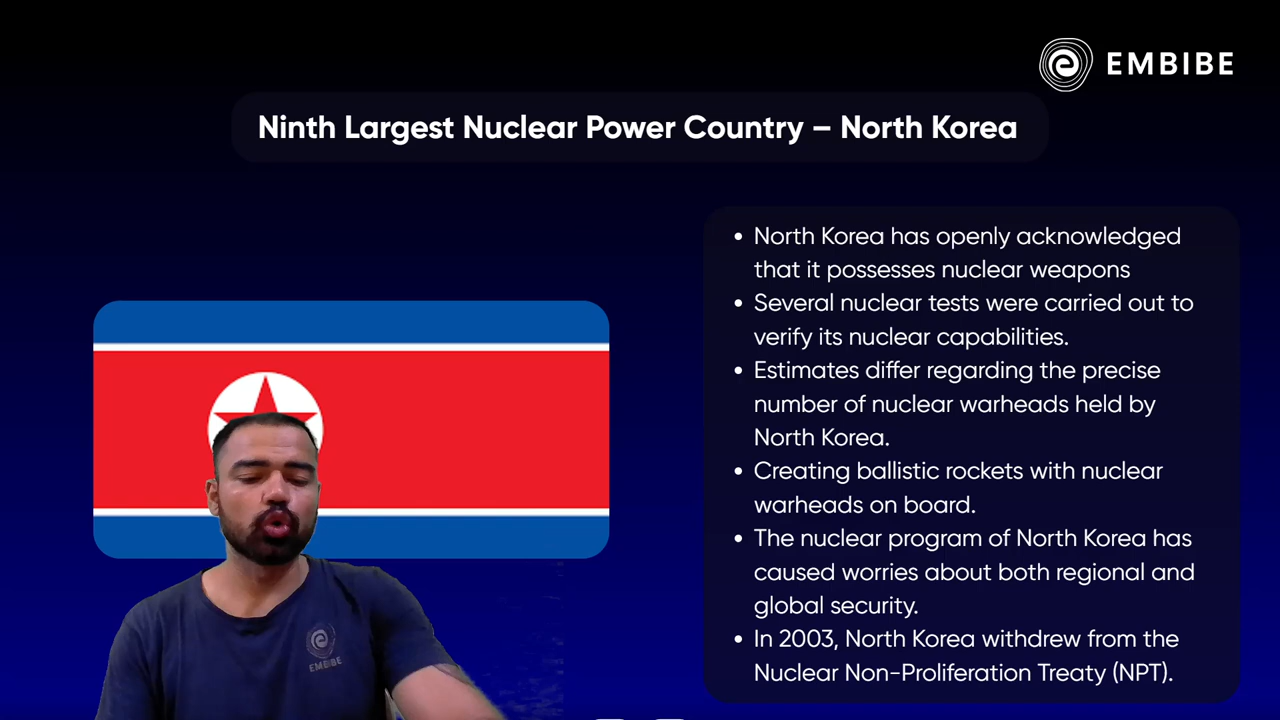 EMBIBE
Ninth Largest Nuclear Power Country – North Korea
• North Korea has openly acknowledged
that it possesses nuclear weapons
• Several nuclear tests were carried out to
verify its nuclear capabilities.
• Estimates differ regarding the precise
number of nuclear warheads held by
North Korea.
• Creating ballistic rockets with nuclear
warheads on board.
• The nuclear program of North Korea has
caused worries about both regional and
global security.
• In 2003, North Korea withdrew from the
Nuclear Non-Proliferation Treaty (NPT).
EMBIBE